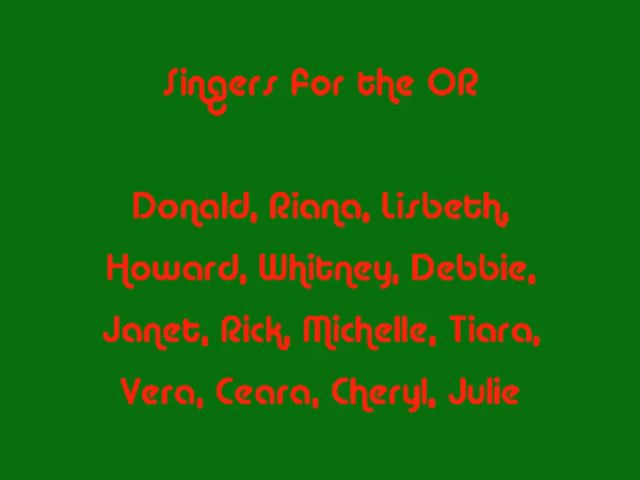 Singers for the OR
Donald, Riana, Lisbeth,
Howard, Whitney, Debbie,
Janet, Rick, Michelle, Tiara,
Vera, Ceara, Cheryl, Julie